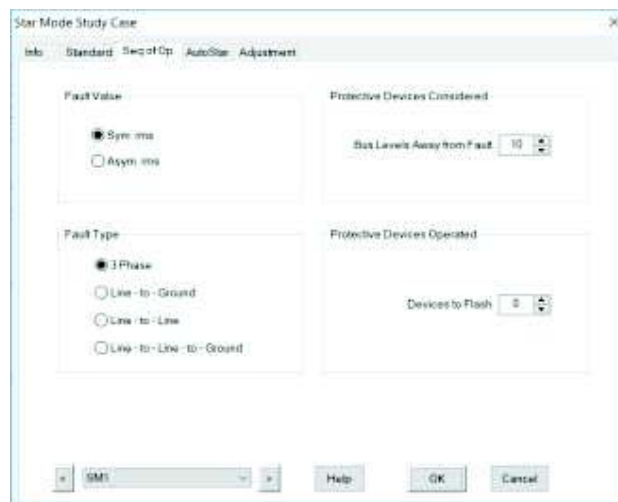 Star Mode Study Case
Info Standard Seq of Op AutoStar Adjustment
Fault Value
Sym. rms
Asym. rms
Protective Devices Considered
Bus Levels Away from Fault 10
Fault Type
3 Phase
Line - to - Ground
Line - to - Line
Line - to - Line - to - Ground
Protective Devices Operated
Devices to Flash
SM1 Help OK Cancel